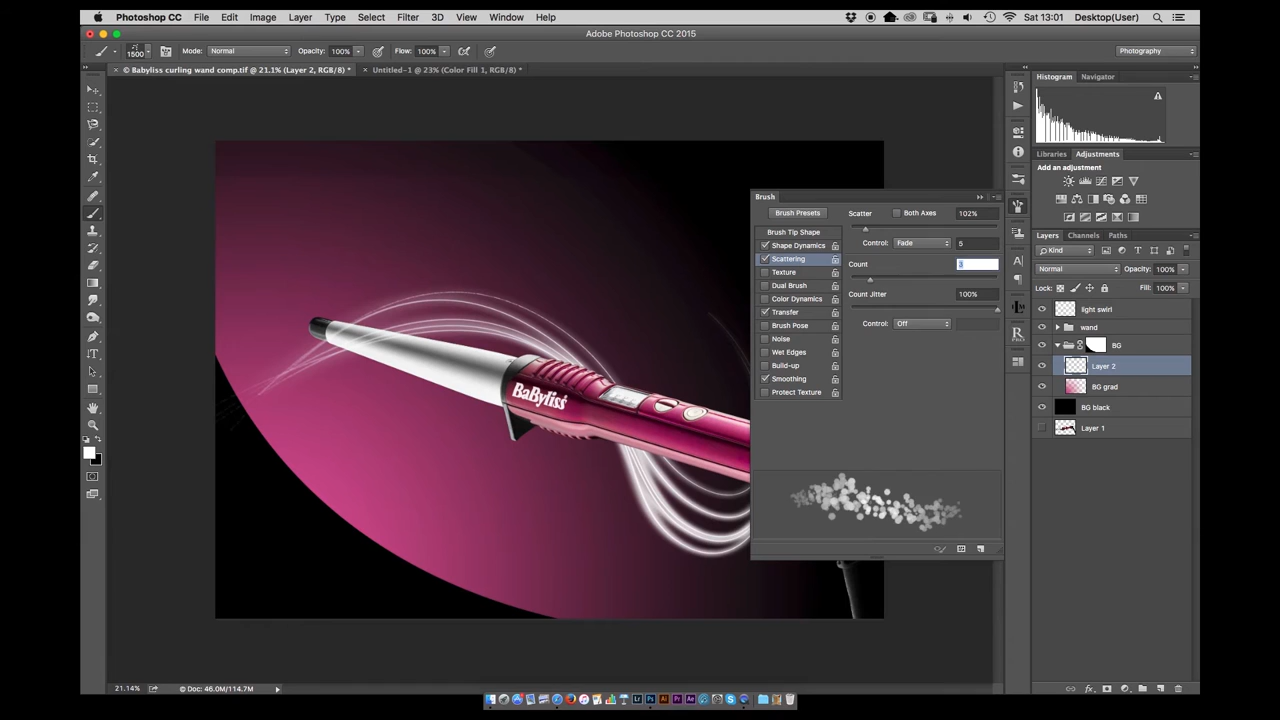 Photoshop CC File Edit Image Layer Type Select Filter 3D View Window Help Sat 13:01 Desktop(User)
Adobe Photoshop CC 2015
1500 Mode: Normal Opacity: 100% Flow: 100% Photography
× © Babyliss curling wand comp.tif @ 21.1% (Layer 2, RGB/8) * × Untitled-1 @ 23% (Color Fill 1, RGB/8) *
Histogram Navigator
Libraries Adjustments
Add an adjustment
Brush
Brush Presets
Brush Tip Shape
Shape Dynamics
Scattering
Texture
Dual Brush
Color Dynamics
Transfer
Brush Pose
Noise
Wet Edges
Build-up
Smoothing
Protect Texture
Scatter Both Axes 102%
Control: Fade 5
Count 3
Count Jitter 100%
Control: Off
Layers Channels Paths
Kind
Normal Opacity: 100%
Lock: Fill: 100%
light swirl
wand
BG
Layer 2
BG grad
BG black
Layer 1
BaByliss
21.14% Doc: 46.0M/114.7M